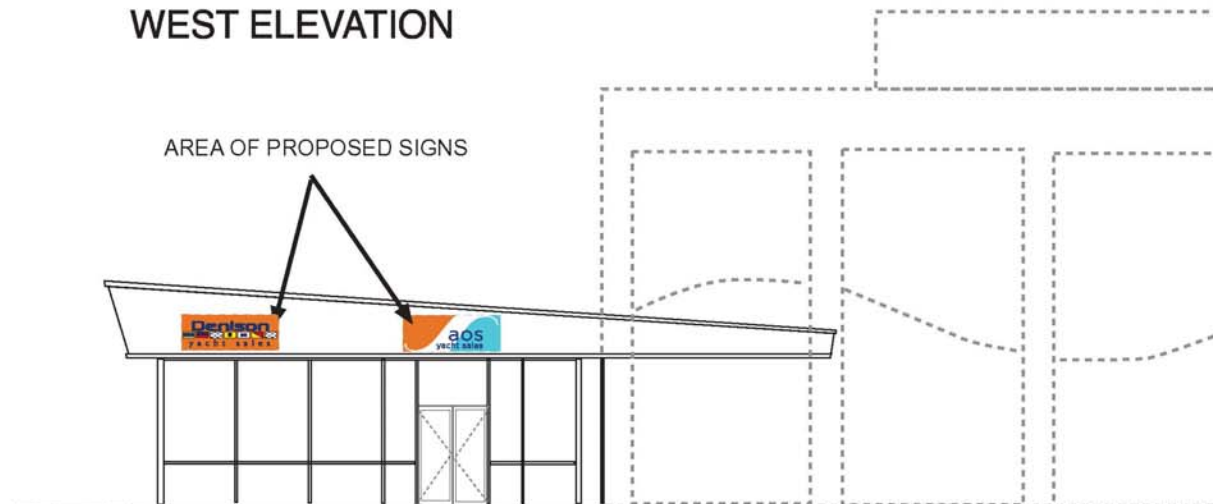 WEST ELEVATION
AREA OF PROPOSED SIGNS
Denison
yacht sales
aos
yacht sales